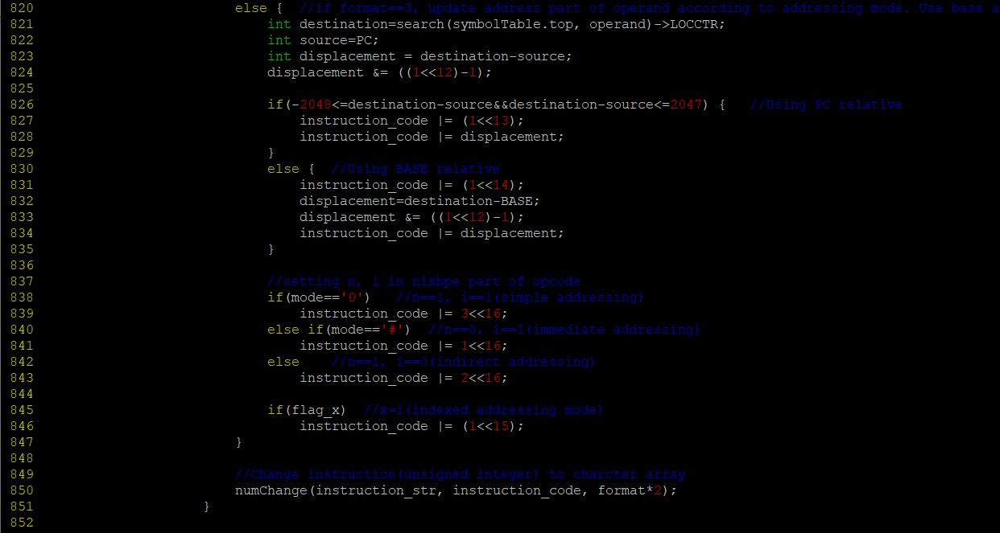 820 else {  //if format==3, update address part of operand according to addressing mode. Use base a
821 int destination=search(symbolTable.top, operand)->LOCCTR;
822 int source=PC;
823 int displacement = destination-source;
824 displacement &= ((1<<12)-1);
825
826 if(-2048<=destination-source&&destination-source<=2047) {   //Using PC relative
827 instruction_code |= (1<<13);
828 instruction_code |= displacement;
829 }
830 else {  //Using BASE relative
831 instruction_code |= (1<<14);
832 displacement=destination-BASE;
833 displacement &= ((1<<12)-1);
834 instruction_code |= displacement;
835 }
836
837 //setting n, i in nixbpe part of opcode
838 if(mode=='0')   //n==1, i==1(simple addressing)
839 instruction_code |= 3<<16;
840 else if(mode=='#')  //n==0, i==1(immediate addressing)
841 instruction_code |= 1<<16;
842 else    //n==1, i==0(indirect addressing)
843 instruction_code |= 2<<16;
844
845 if(flag_x)  //x=1(indexed addressing mode)
846 instruction_code |= (1<<15);
847 }
848
849 //Change instruction(unsigned integer) to charcter array
850 numChange(instruction_str, instruction_code, format*2);
851 }
852